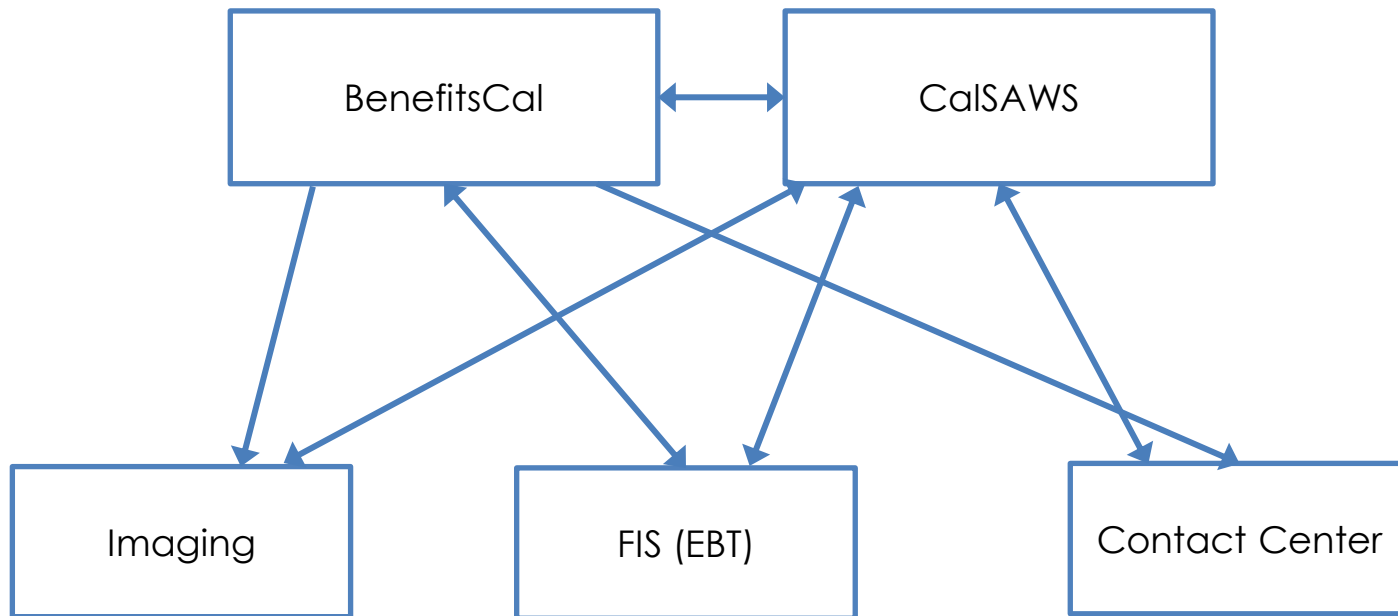 BenefitsCal
CalSAWS
Imaging
FIS (EBT)
Contact Center